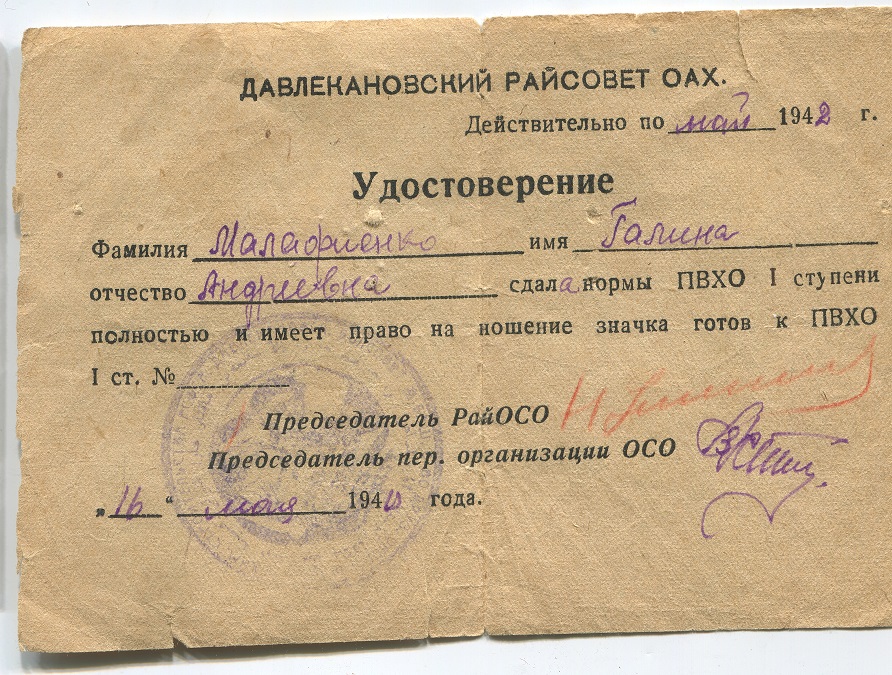 ДАВЛЕКАНОВСКИЙ РАЙСОВЕТ ОАХ.
Действительно по май 1942 г.
Удостоверение
Фамилия Малафиенко имя Галина
отчество Андреевна сдала нормы ПВХО I ступени
полностью и имеет право на ношение значка готов к ПВХО
I ст. №
Председатель РайОСО
Председатель пер. организации ОСО
„16“ мая 1940 года.